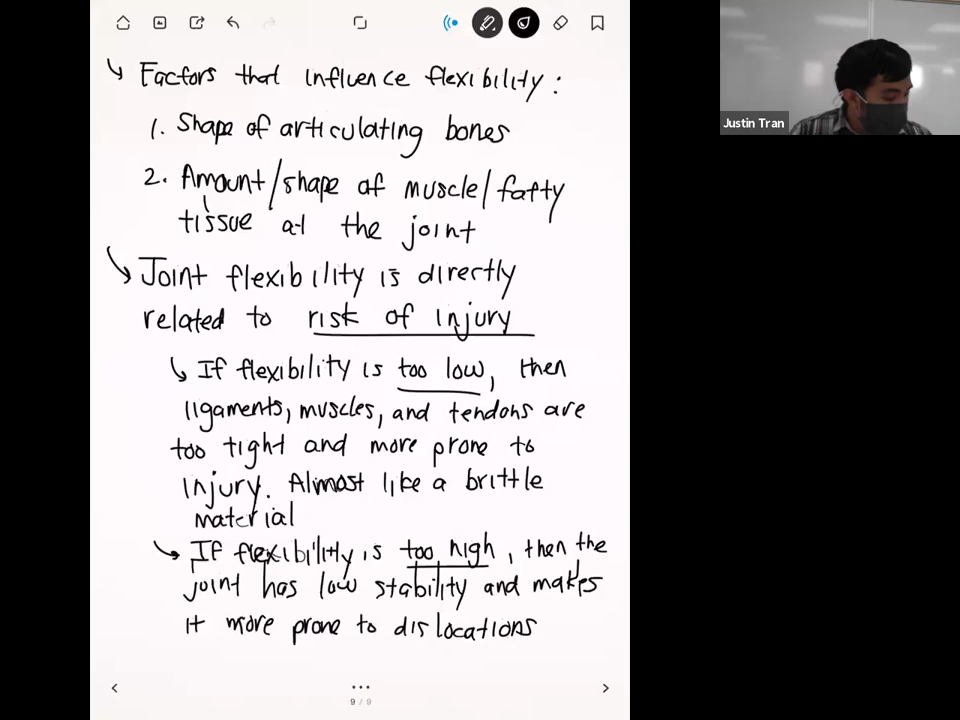 Factors that influence flexibility:
1. Shape of articulating bones
2. Amount/shape of muscle/fatty
tissue at the joint
Joint flexibility is directly
related to risk of injury
If flexibility is too low, then
ligaments, muscles, and tendons are
too tight and more prone to
injury. Almost like a brittle
material
If flexibility is too high, then the
joint has low stability and makes
it more prone to dislocations
9 / 9
Justin Tran